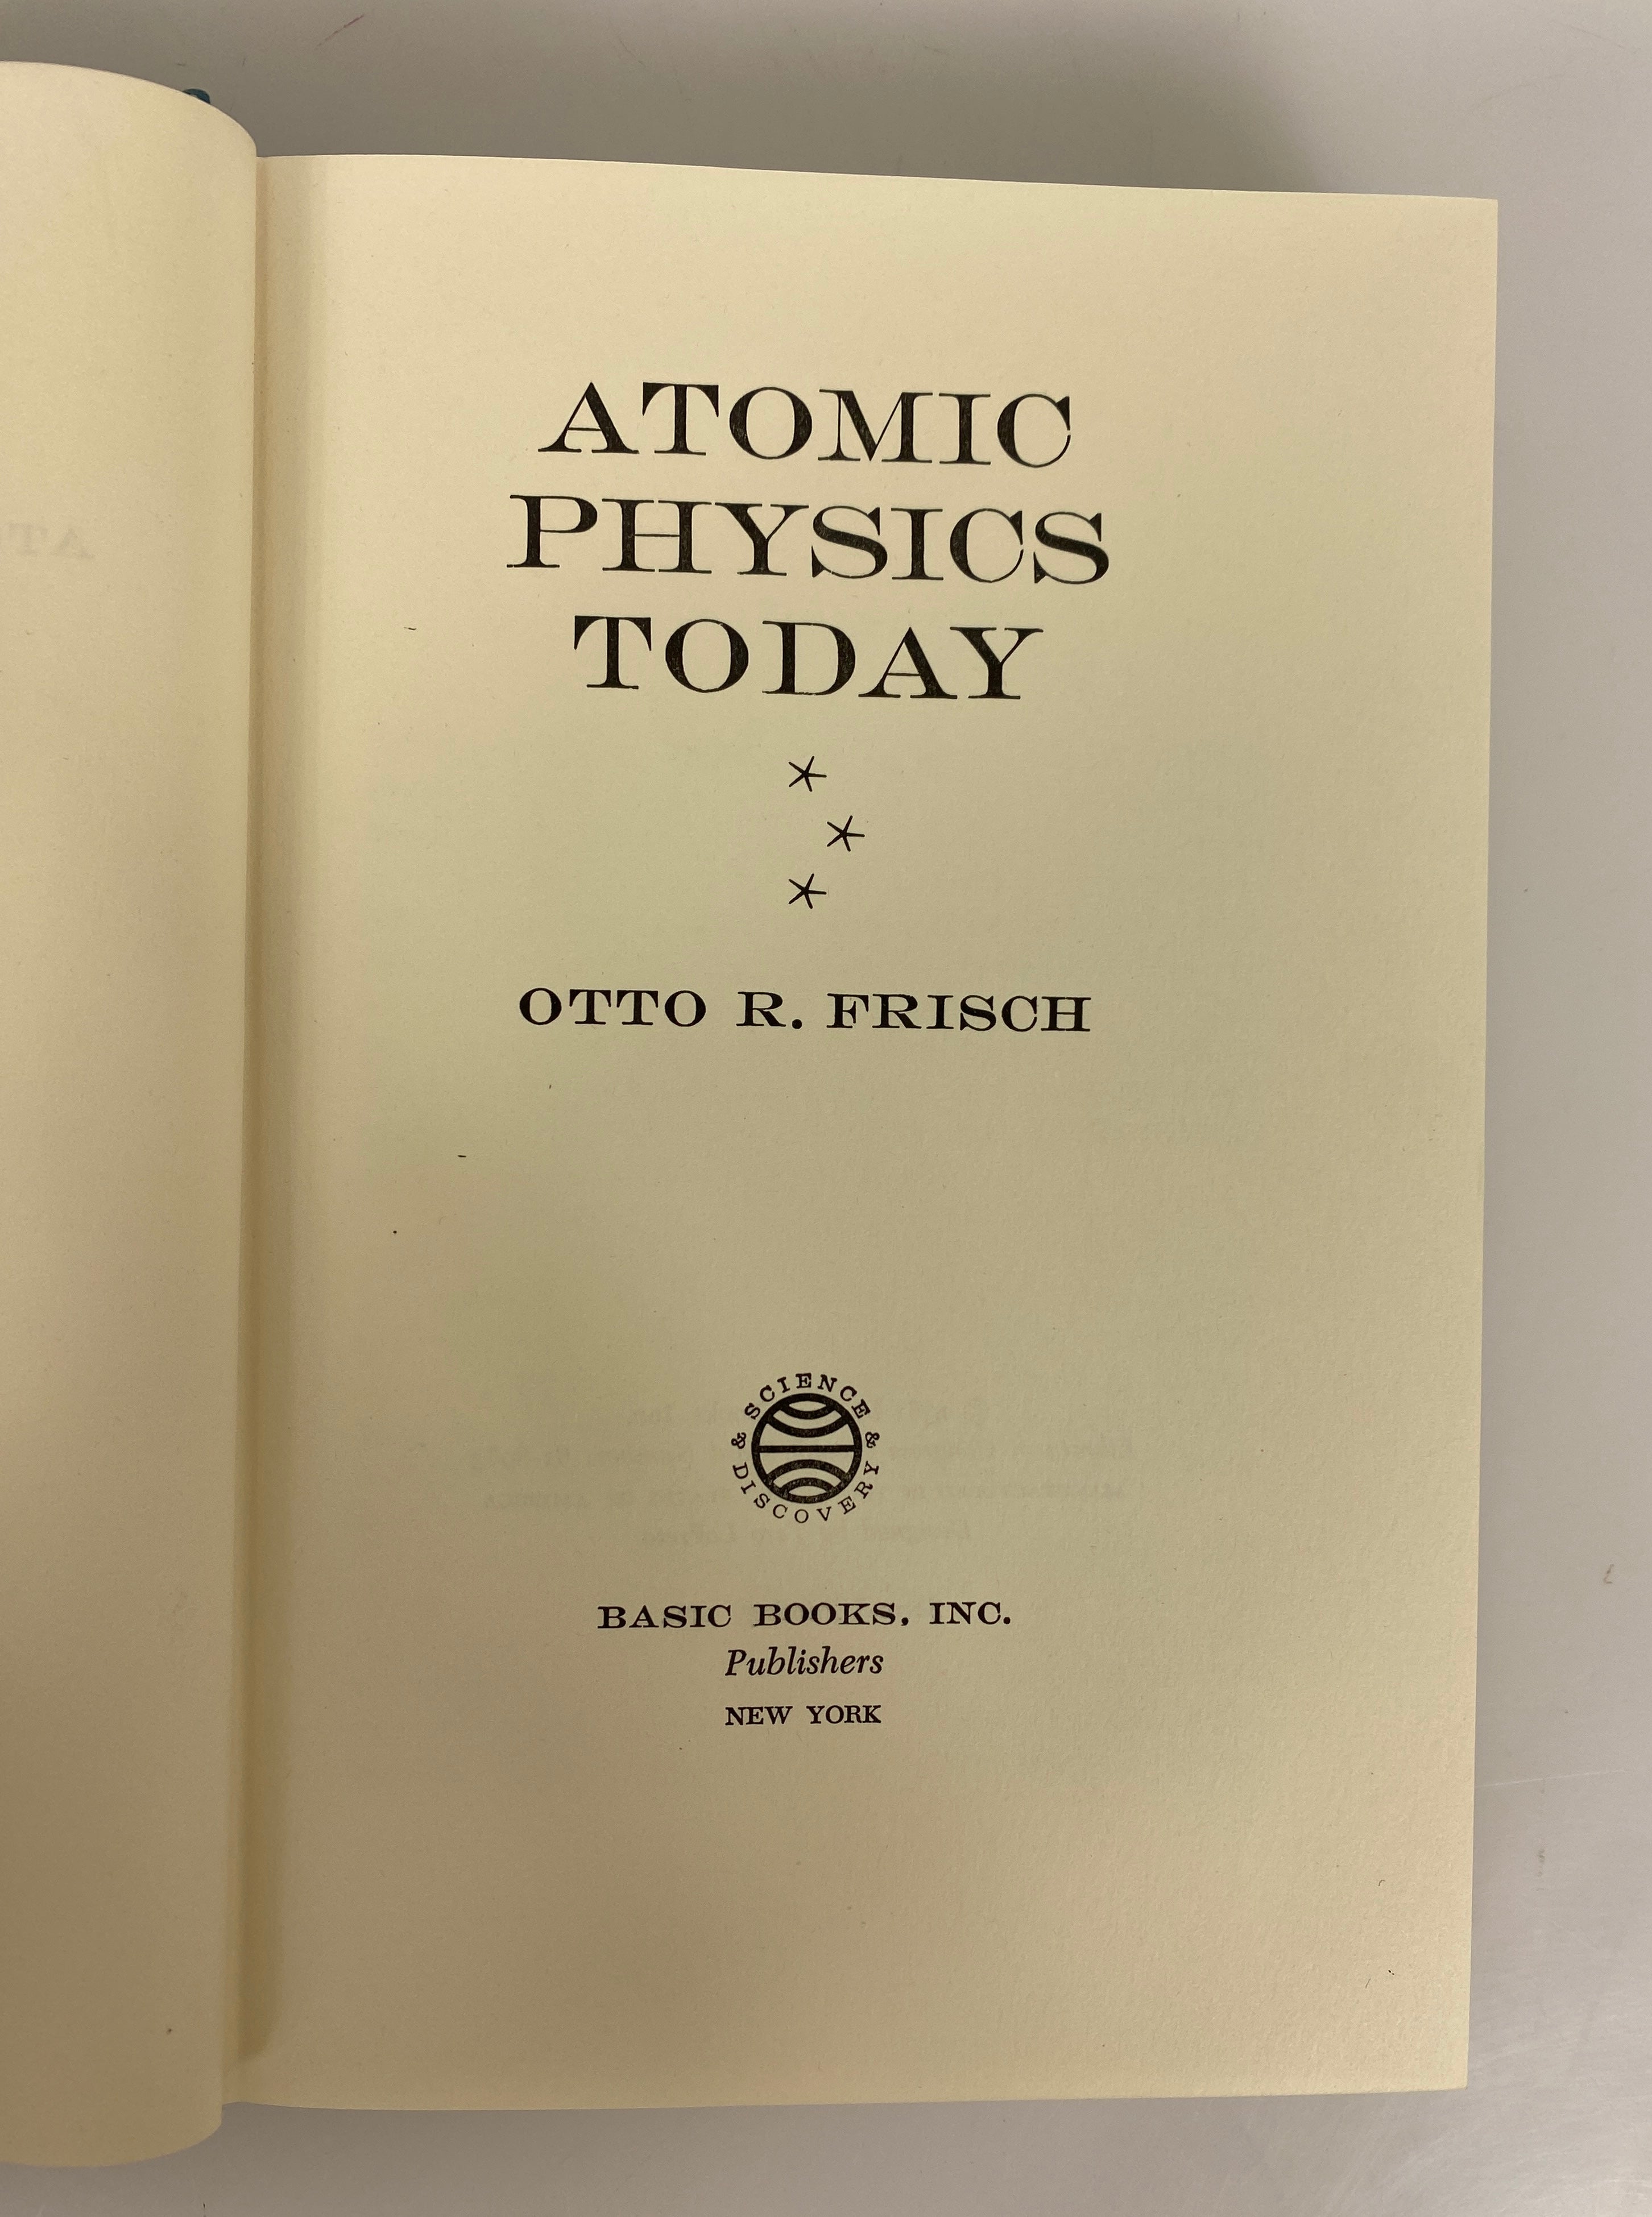 ATOMIC
PHYSICS
TODAY
OTTO R. FRISCH
SCIENCE & DISCOVERY &
BASIC BOOKS, INC.
Publishers
NEW YORK